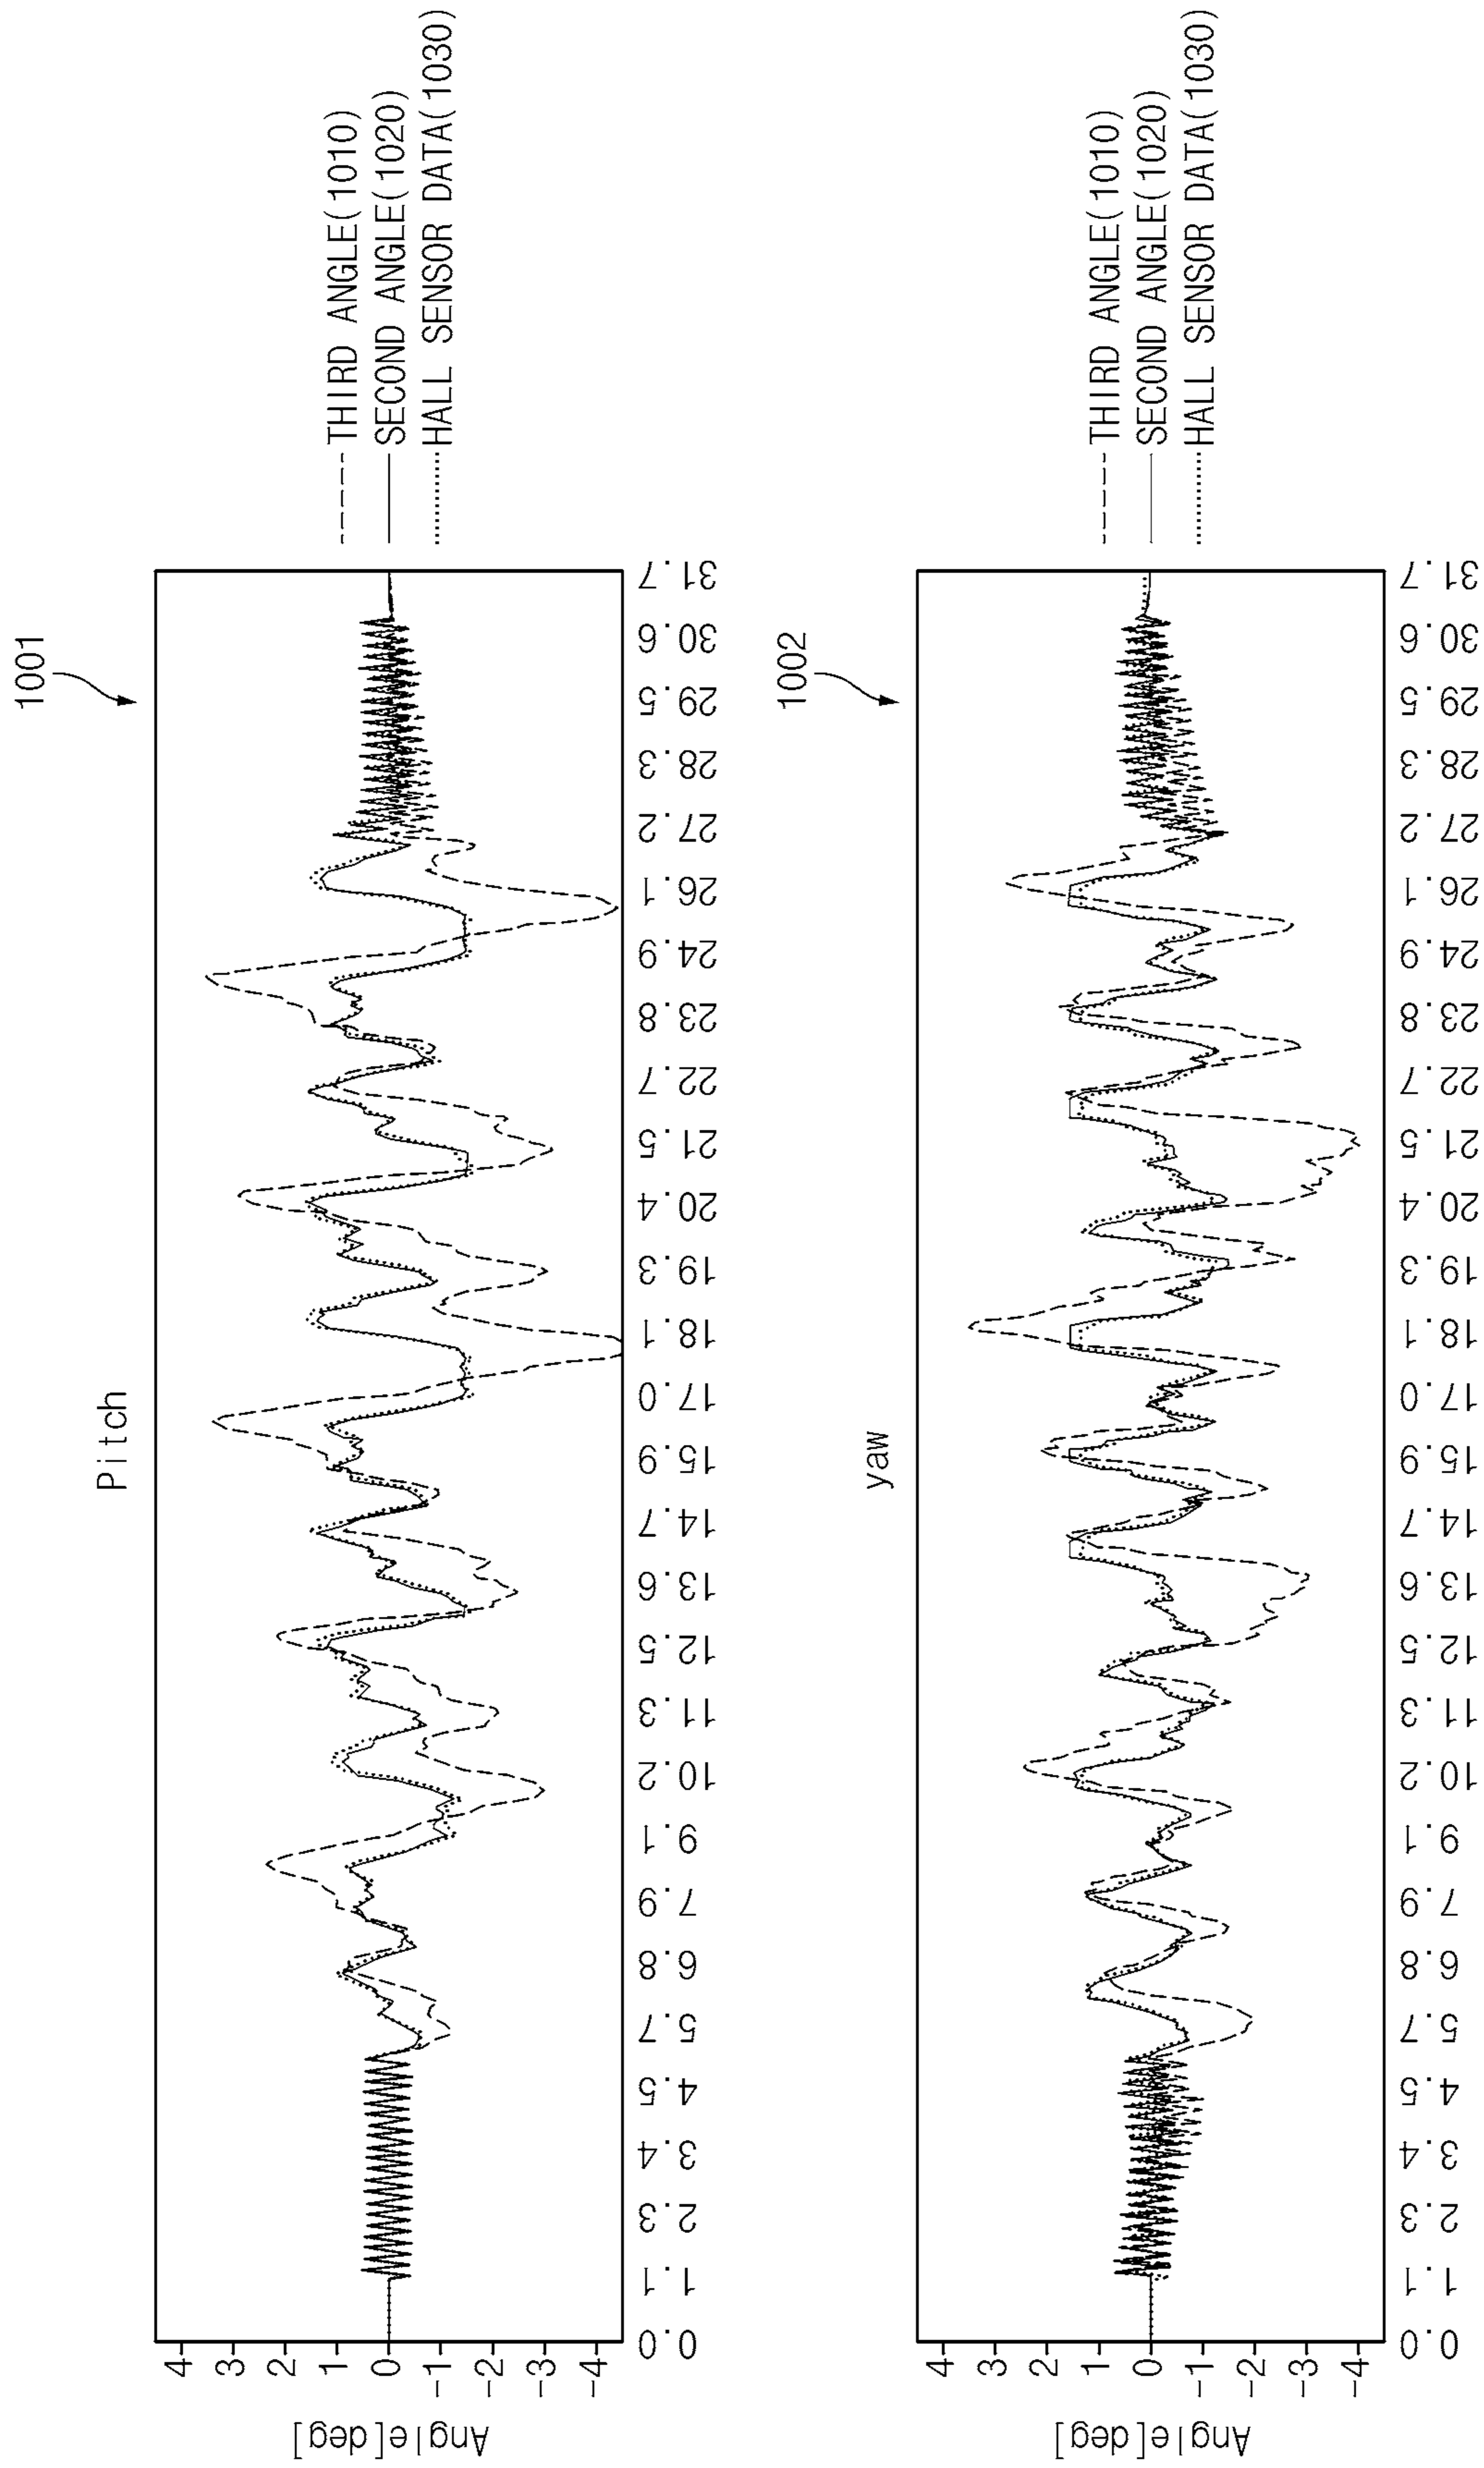 1001
Pitch
Angle[deg]
4
3
2
1
0
-1
-2
-3
-4
0.0 1.1 2.3 3.4 4.5 5.7 6.8 7.9 9.1 10.2 11.3 12.5 13.6 14.7 15.9 17.0 18.1 19.3 20.4 21.5 22.7 23.8 24.9 26.1 27.2 28.3 29.5 30.6 31.7
THIRD ANGLE(1010)
SECOND ANGLE(1020)
HALL SENSOR DATA(1030)
1002
yaw
Angle[deg]
4
3
2
1
0
-1
-2
-3
-4
0.0 1.1 2.3 3.4 4.5 5.7 6.8 7.9 9.1 10.2 11.3 12.5 13.6 14.7 15.9 17.0 18.1 19.3 20.4 21.5 22.7 23.8 24.9 26.1 27.2 28.3 29.5 30.6 31.7
THIRD ANGLE(1010)
SECOND ANGLE(1020)
HALL SENSOR DATA(1030)